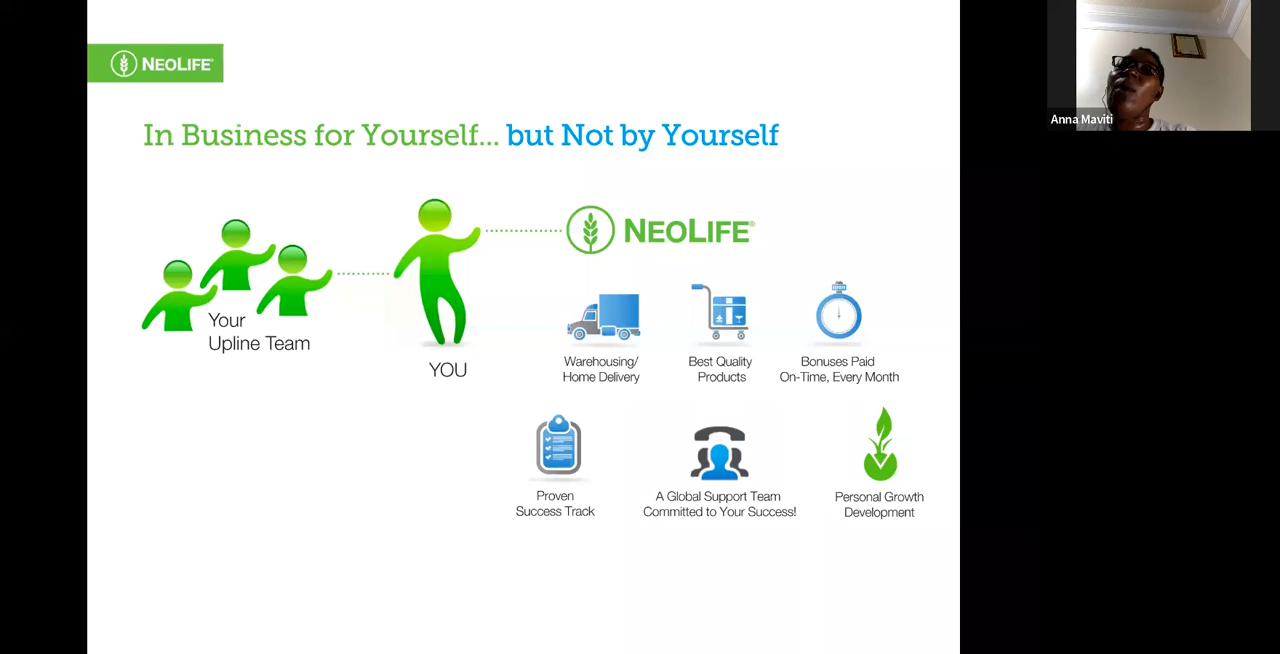 NEOLIFE®
In Business for Yourself... but Not by Yourself
Your
Upline Team
YOU
NEOLIFE®
Warehousing/
Home Delivery
Best Quality
Products
Bonuses Paid
On-Time, Every Month
Proven
Success Track
A Global Support Team
Committed to Your Success!
Personal Growth
Development
Anna Maviti